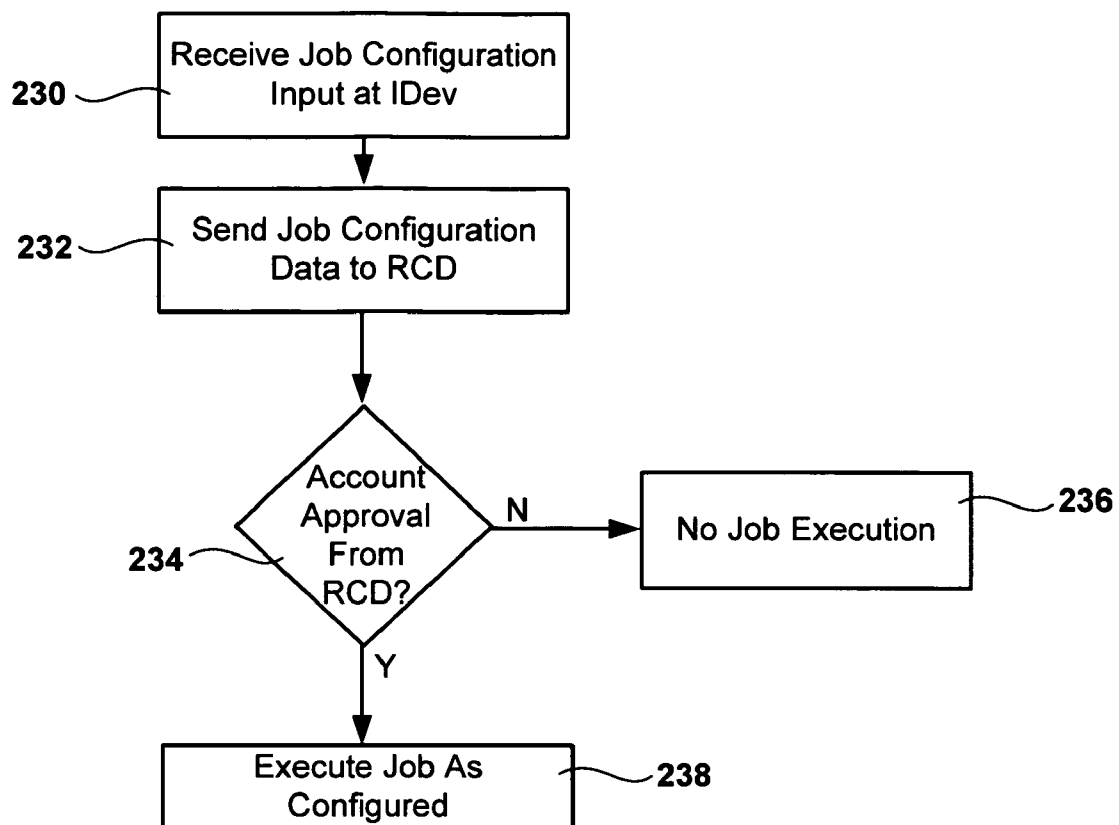 Receive Job Configuration
Input at IDev
230
Send Job Configuration
Data to RCD
232
Account
Approval
From
RCD?
234
N
No Job Execution
236
Y
Execute Job As
Configured
238